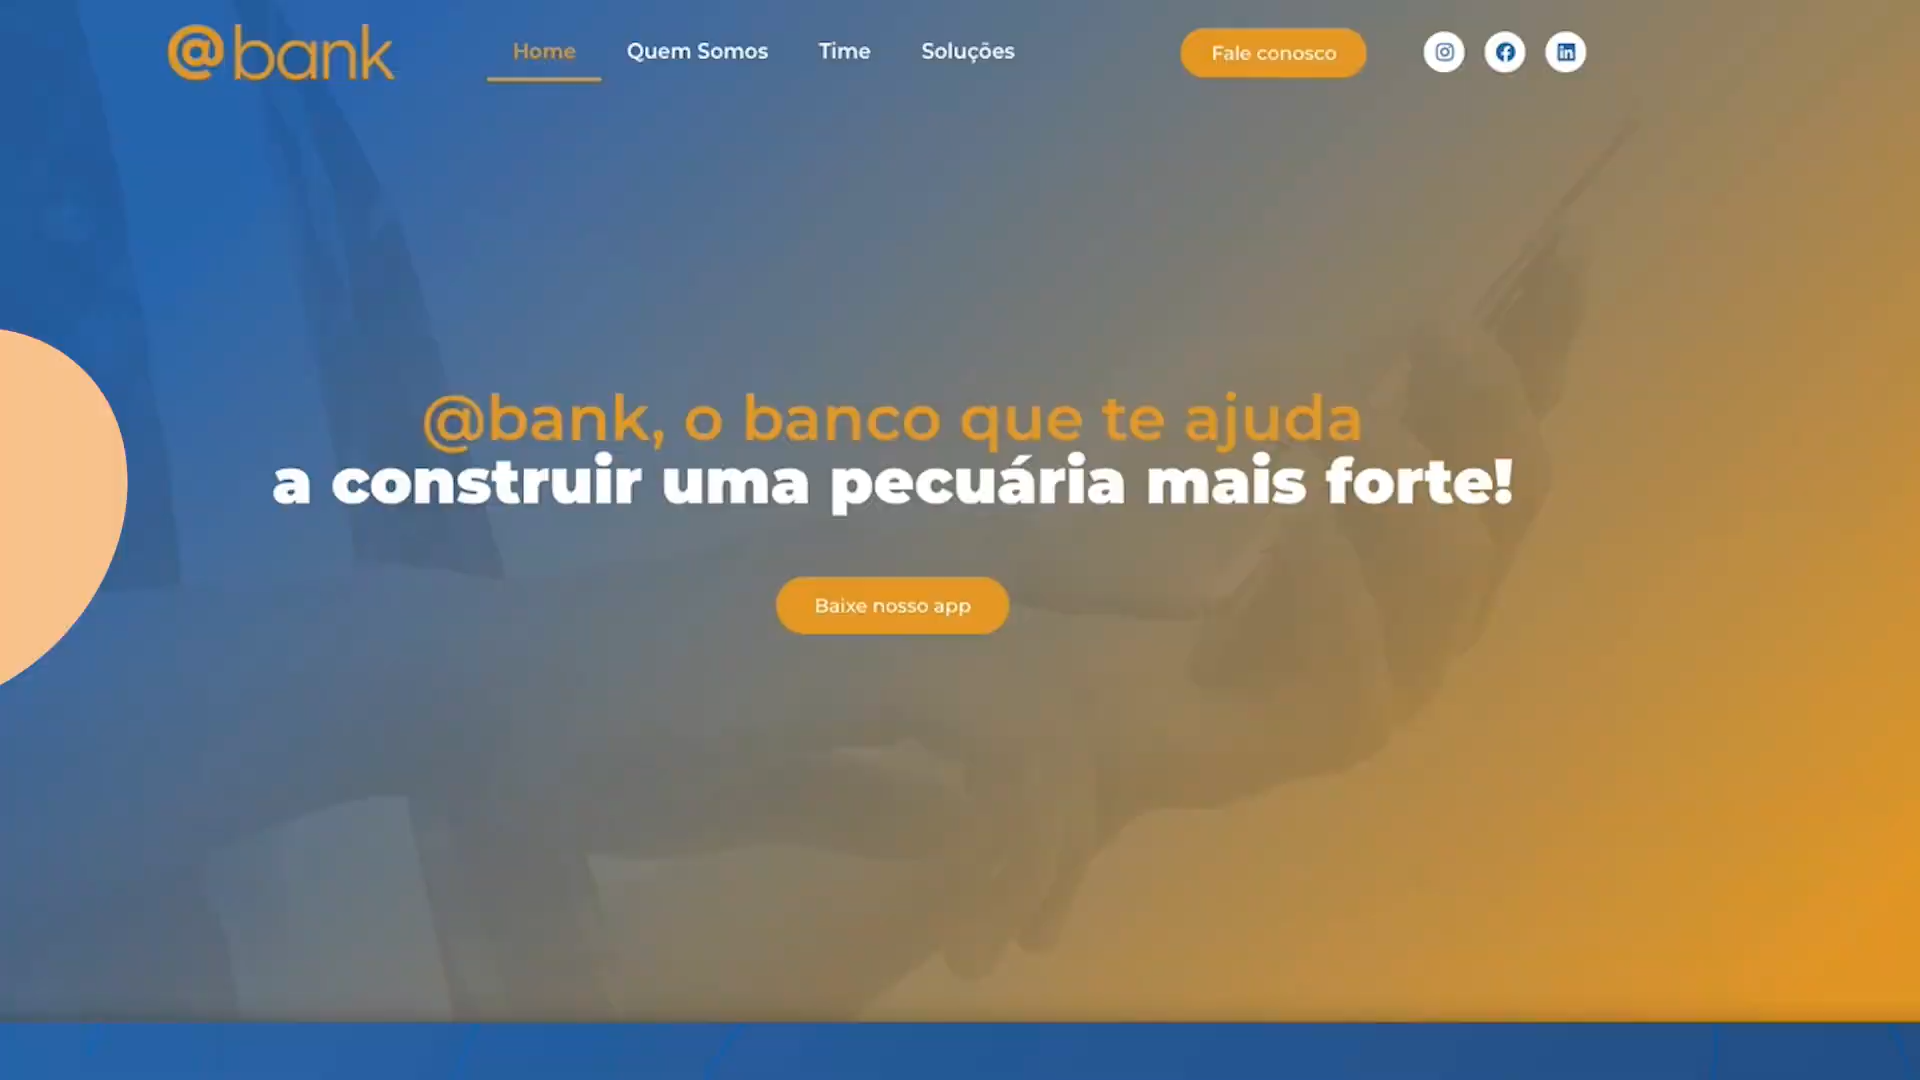 @bank
Home
Quem Somos
Time
Soluções
Fale conosco
@bank, o banco que te ajuda
a construir uma pecuária mais forte!
Baixe nosso app